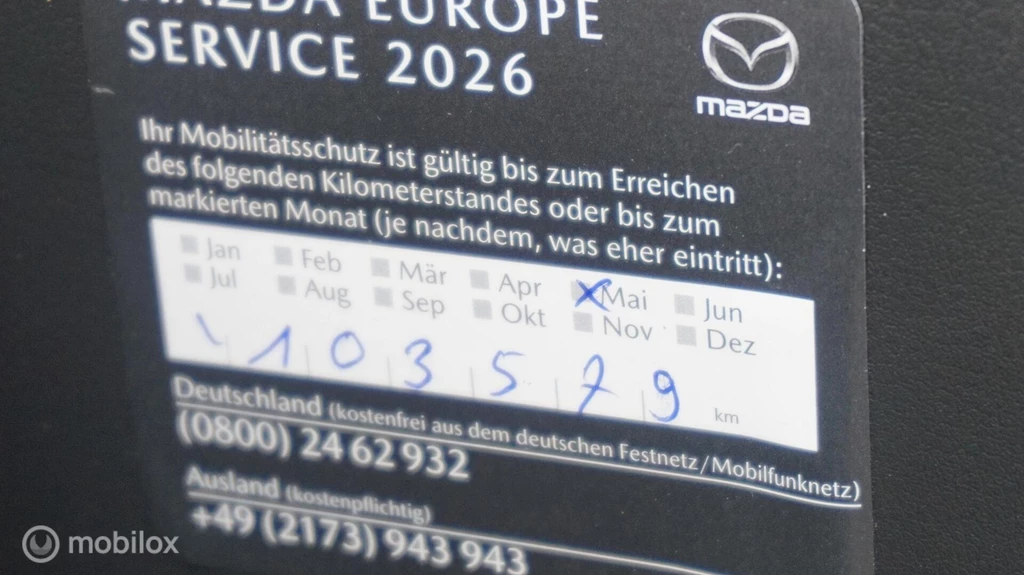 MAZDA EUROPE
SERVICE 2026
mazda
Ihr Mobilitätsschutz ist gültig bis zum Erreichen
des folgenden Kilometerstandes oder bis zum
markierten Monat (je nachdem, was eher eintritt):
Jan Feb Mär Apr Mai Jun
Jul Aug Sep Okt Nov Dez
103579 km
Deutschland (kostenfrei aus dem deutschen Festnetz/Mobilfunknetz)
(0800) 24 62 932
Ausland (kostenpflichtig)
+49 (2173) 943 943
mobilox